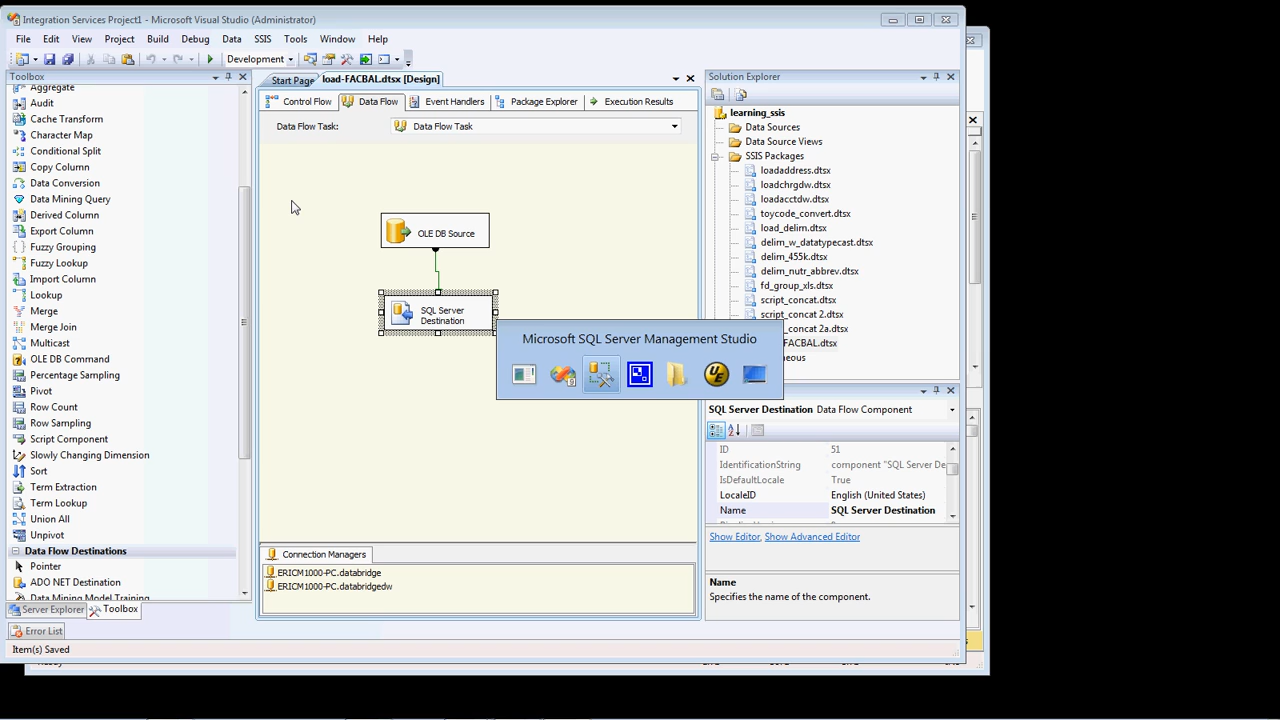 Integration Services Project1 - Microsoft Visual Studio (Administrator)
File Edit View Project Build Debug Data SSIS Tools Window Help
Development
Toolbox
Aggregate
Audit
Cache Transform
Character Map
Conditional Split
Copy Column
Data Conversion
Data Mining Query
Derived Column
Export Column
Fuzzy Grouping
Fuzzy Lookup
Import Column
Lookup
Merge
Merge Join
Multicast
OLE DB Command
Percentage Sampling
Pivot
Row Count
Row Sampling
Script Component
Slowly Changing Dimension
Sort
Term Extraction
Term Lookup
Union All
Unpivot
Data Flow Destinations
Pointer
ADO NET Destination
Data Mining Model Training
Server Explorer Toolbox
Error List
Item(s) Saved
Start Page load-FACBAL.dtsx [Design]
Control Flow Data Flow Event Handlers Package Explorer Execution Results
Data Flow Task: Data Flow Task
OLE DB Source
SQL Server
Destination
Microsoft SQL Server Management Studio
Connection Managers
ERICM1000-PC.databridge
ERICM1000-PC.databridgedw
Solution Explorer
learning_ssis
Data Sources
Data Source Views
SSIS Packages
loadaddress.dtsx
loadchrgdw.dtsx
loadacctdw.dtsx
toycode_convert.dtsx
load_delim.dtsx
delim_w_datatypecast.dtsx
delim_455k.dtsx
delim_nutr_abbrev.dtsx
fd_group_xls.dtsx
script_concat.dtsx
script_concat 2.dtsx
_concat 2a.dtsx
FACBAL.dtsx
neous
SQL Server Destination Data Flow Component
ID 51
IdentificationString component "SQL Server De
IsDefaultLocale True
LocaleID English (United States)
Name SQL Server Destination
Show Editor, Show Advanced Editor
Name
Specifies the name of the component.